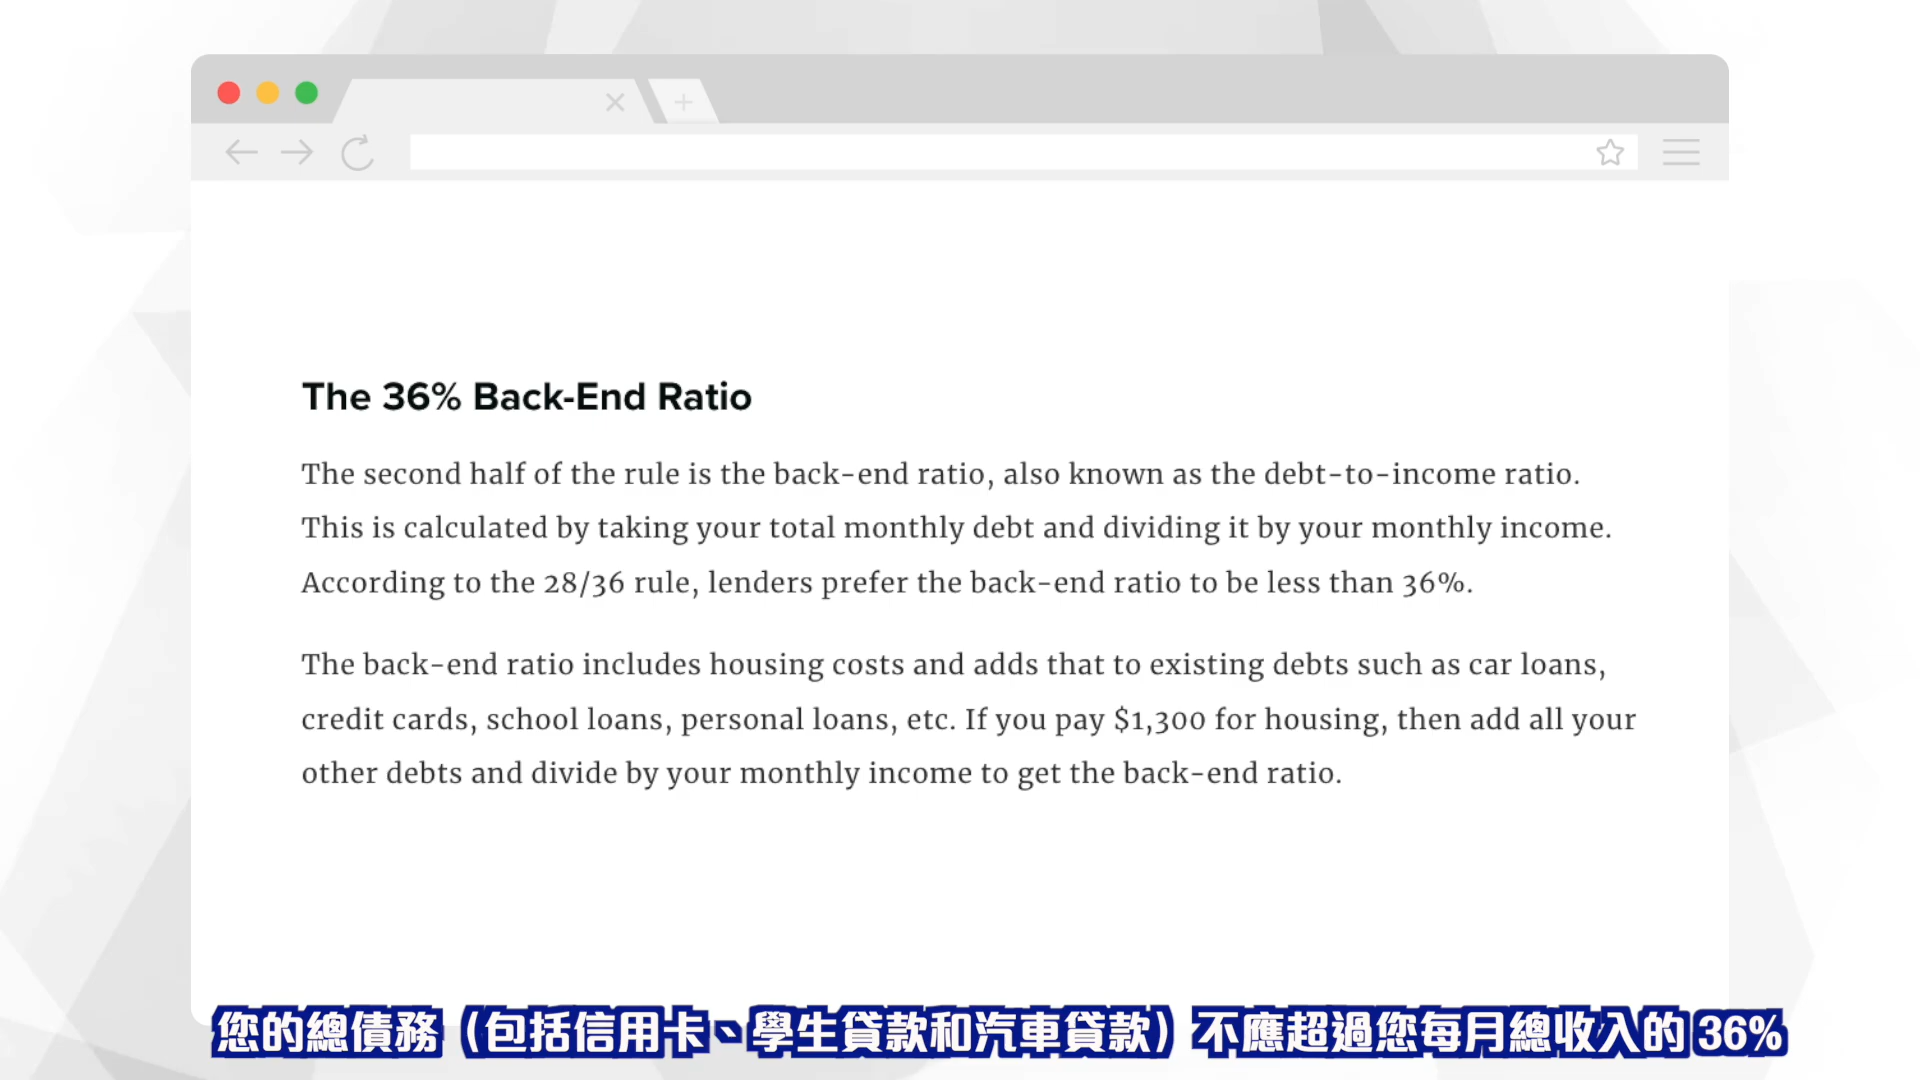 The 36% Back-End Ratio
The second half of the rule is the back-end ratio, also known as the debt-to-income ratio.
This is calculated by taking your total monthly debt and dividing it by your monthly income.
According to the 28/36 rule, lenders prefer the back-end ratio to be less than 36%.
The back-end ratio includes housing costs and adds that to existing debts such as car loans,
credit cards, school loans, personal loans, etc. If you pay $1,300 for housing, then add all your
other debts and divide by your monthly income to get the back-end ratio.
您的總債務（包括信用卡、學生貸款和汽車貸款）不應超過您每月總收入的 36%